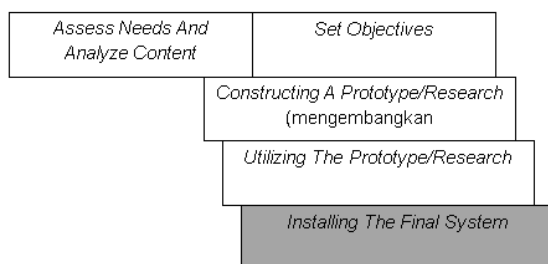 Assess Needs And
Analyze Content
Set Objectives
Constructing A Prototype/Research
(mengembangkan
Utilizing The Prototype/Research
Installing The Final System